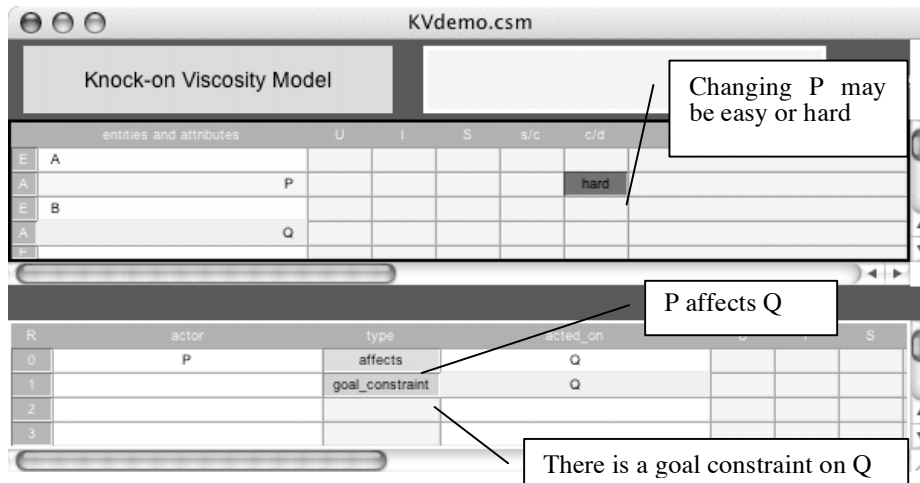 KVdemo.csm
Knock-on Viscosity Model
Changing P may
be easy or hard
entities and attributes U I S s/c c/d
E A
A P hard
E B
A Q
E
P affects Q
R actor type acted_on U I S
0 P affects Q
1 goal_constraint Q
2
3
There is a goal constraint on Q